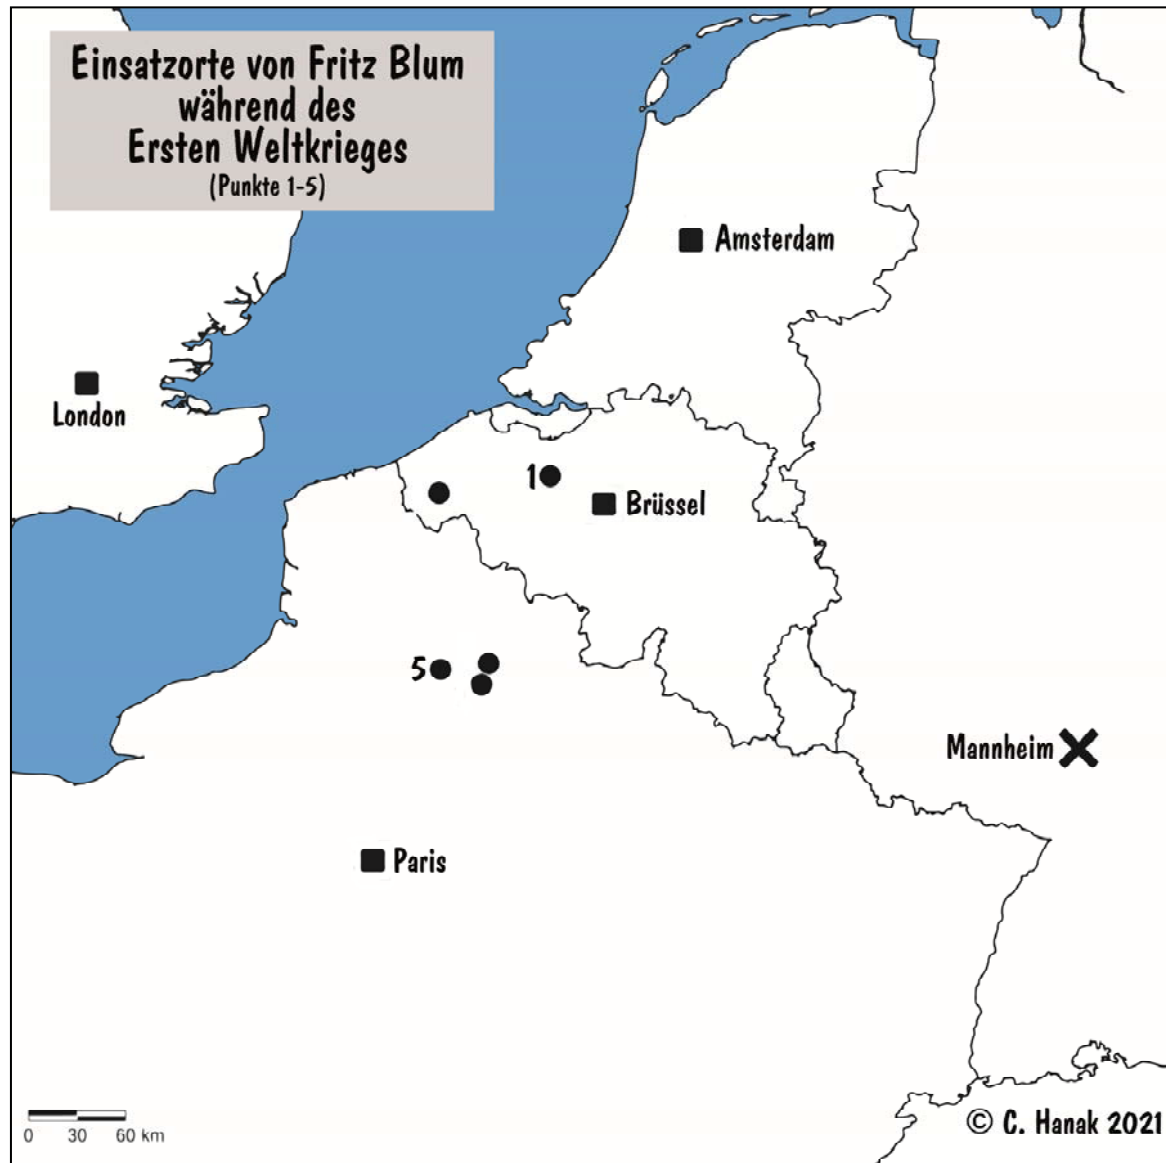 Einsatzorte von Fritz Blum
während des
Ersten Weltkrieges
(Punkte 1-5)
Amsterdam
London
1
Brüssel
5
Mannheim
Paris
0 30 60 km
© C. Hanak 2021